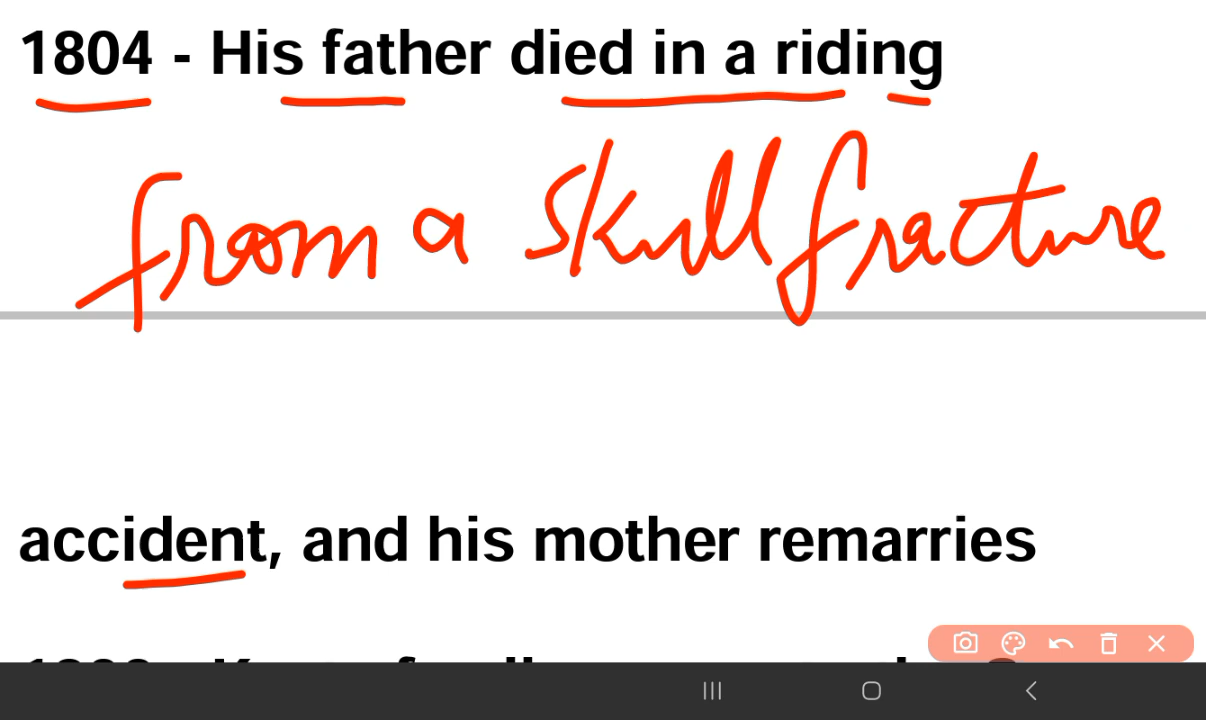 1804 - His father died in a riding
from a skull fracture
accident, and his mother remarries